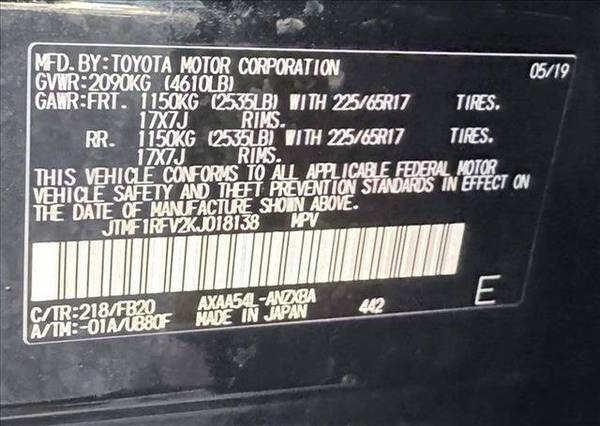 MFD. BY: TOYOTA MOTOR CORPORATION 05/19
GVWR: 2090KG (4610LB)
GAWR: FRT. 1150KG (2535LB) WITH 225/65R17 TIRES.
17X7J RIMS.
RR. 1150KG (2535LB) WITH 225/65R17 TIRES.
17X7J RIMS.
THIS VEHICLE CONFORMS TO ALL APPLICABLE FEDERAL MOTOR
VEHICLE SAFETY AND THEFT PREVENTION STANDARDS IN EFFECT ON
THE DATE OF MANUFACTURE SHOWN ABOVE.
JTMF1RFV2KJ018138 MPV
C/TR: 218/FB20 AXAA54L-ANZXBA 442 E
A/TM: -01A/UB80F MADE IN JAPAN